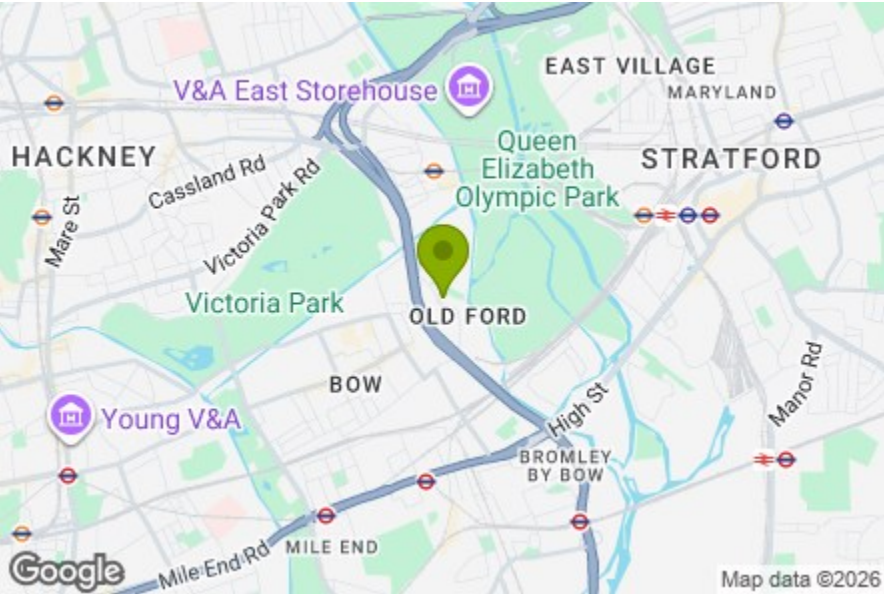 EAST VILLAGE
V&A East Storehouse
MARYLAND
Queen
Elizabeth
Olympic Park
HACKNEY
STRATFORD
Cassland Rd
Victoria Park Rd
Mare St
Victoria Park
OLD FORD
BOW
Manor Rd
High St
Young V&A
BROMLEY
BY BOW
MILE END
Mile End Rd
Google
Map data ©2026